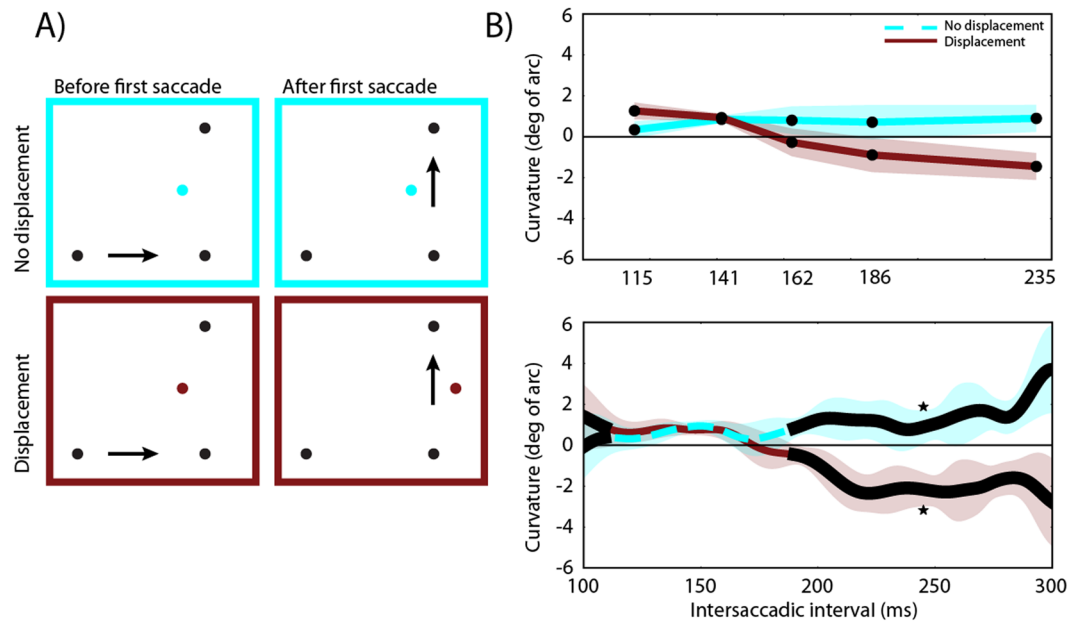 A)
Before first saccade
After first saccade
No displacement
Displacement
B)
6
4
2
0
-2
-4
-6
Curvature (deg of arc)
No displacement
Displacement
115
141
162
186
235
6
4
2
0
-2
-4
-6
Curvature (deg of arc)
100
150
200
250
300
Intersaccadic interval (ms)